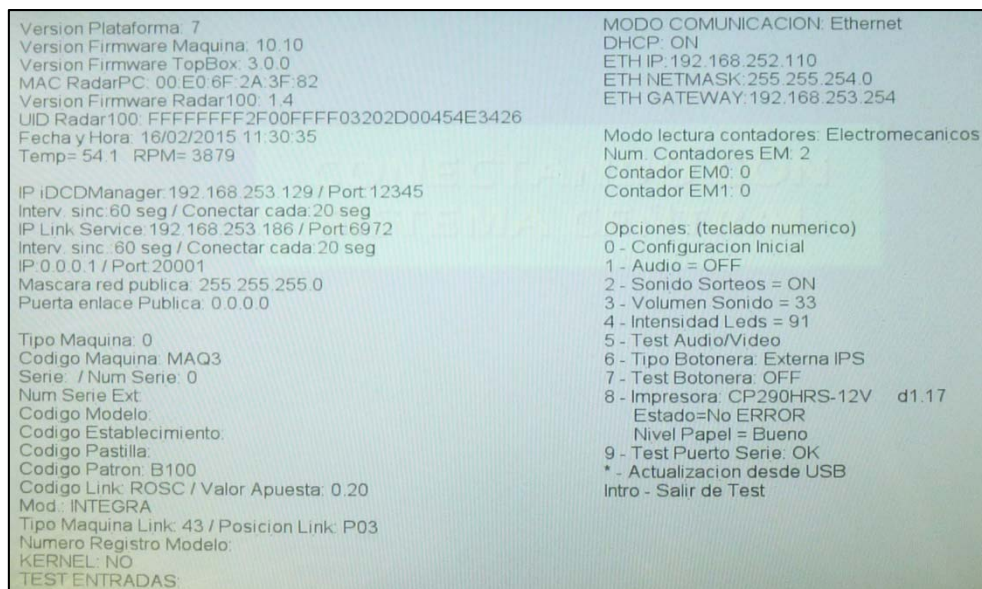 Version Plataforma: 7
Version Firmware Maquina: 10.10
Version Firmware TopBox: 3.0.0
MAC RadarPC: 00:E0:6F:2A:3F:82
Version Firmware Radar100: 1.4
UID Radar100: FFFFFFFF2F00FFFF03202D00454E3426
Fecha y Hora: 16/02/2015 11:30:35
Temp= 54.1 RPM= 3879
IP iDCDManager:192.168.253.129 / Port:12345
Interv. sinc:60 seg / Conectar cada:20 seg
IP Link Service:192.168.253.186 / Port:6972
Interv. sinc.:60 seg / Conectar cada:20 seg
IP:0.0.0.1 / Port:20001
Mascara red publica: 255.255.255.0
Puerta enlace Publica: 0.0.0.0
Tipo Maquina: 0
Codigo Maquina: MAQ3
Serie: / Num Serie: 0
Num Serie Ext:
Codigo Modelo:
Codigo Establecimiento:
Codigo Pastilla:
Codigo Patron: B100
Codigo Link: ROSC / Valor Apuesta: 0.20
Mod.: INTEGRA
Tipo Maquina Link: 43 / Posicion Link: P03
Numero Registro Modelo:
KERNEL: NO
TEST ENTRADAS:
MODO COMUNICACION: Ethernet
DHCP: ON
ETH IP:192.168.252.110
ETH NETMASK:255.255.254.0
ETH GATEWAY:192.168.253.254
Modo lectura contadores: Electromecanicos
Num. Contadores EM: 2
Contador EM0: 0
Contador EM1: 0
Opciones: (teclado numerico)
0 - Configuracion Inicial
1 - Audio = OFF
2 - Sonido Sorteos = ON
3 - Volumen Sonido = 33
4 - Intensidad Leds = 91
5 - Test Audio/Video
6 - Tipo Botonera: Externa IPS
7 - Test Botonera: OFF
8 - Impresora: CP290HRS-12V d1.17
Estado=No ERROR
Nivel Papel = Bueno
9 - Test Puerto Serie: OK
* - Actualizacion desde USB
Intro - Salir de Test